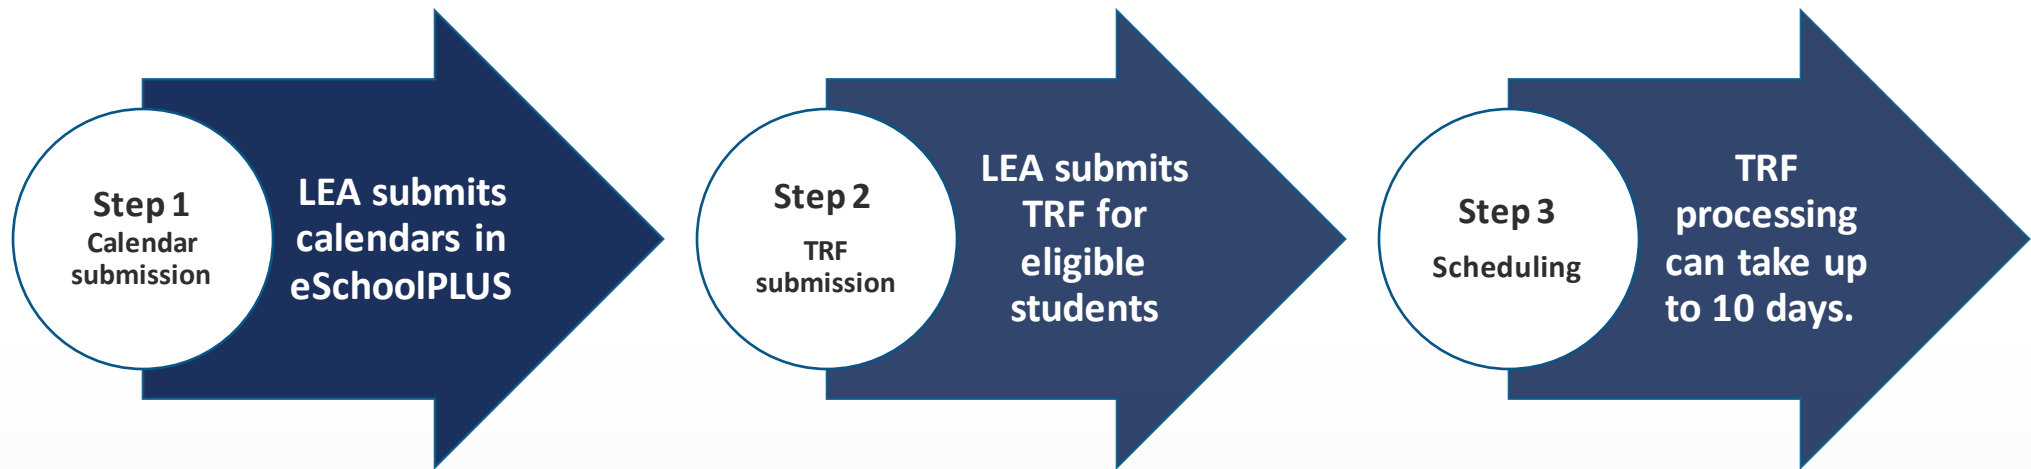 Step 1
Calendar
submission
LEA submits
calendars in
eSchoolPLUS
Step 2
TRF
submission
LEA submits
TRF for
eligible
students
Step 3
Scheduling
TRF
processing
can take up
to 10 days.